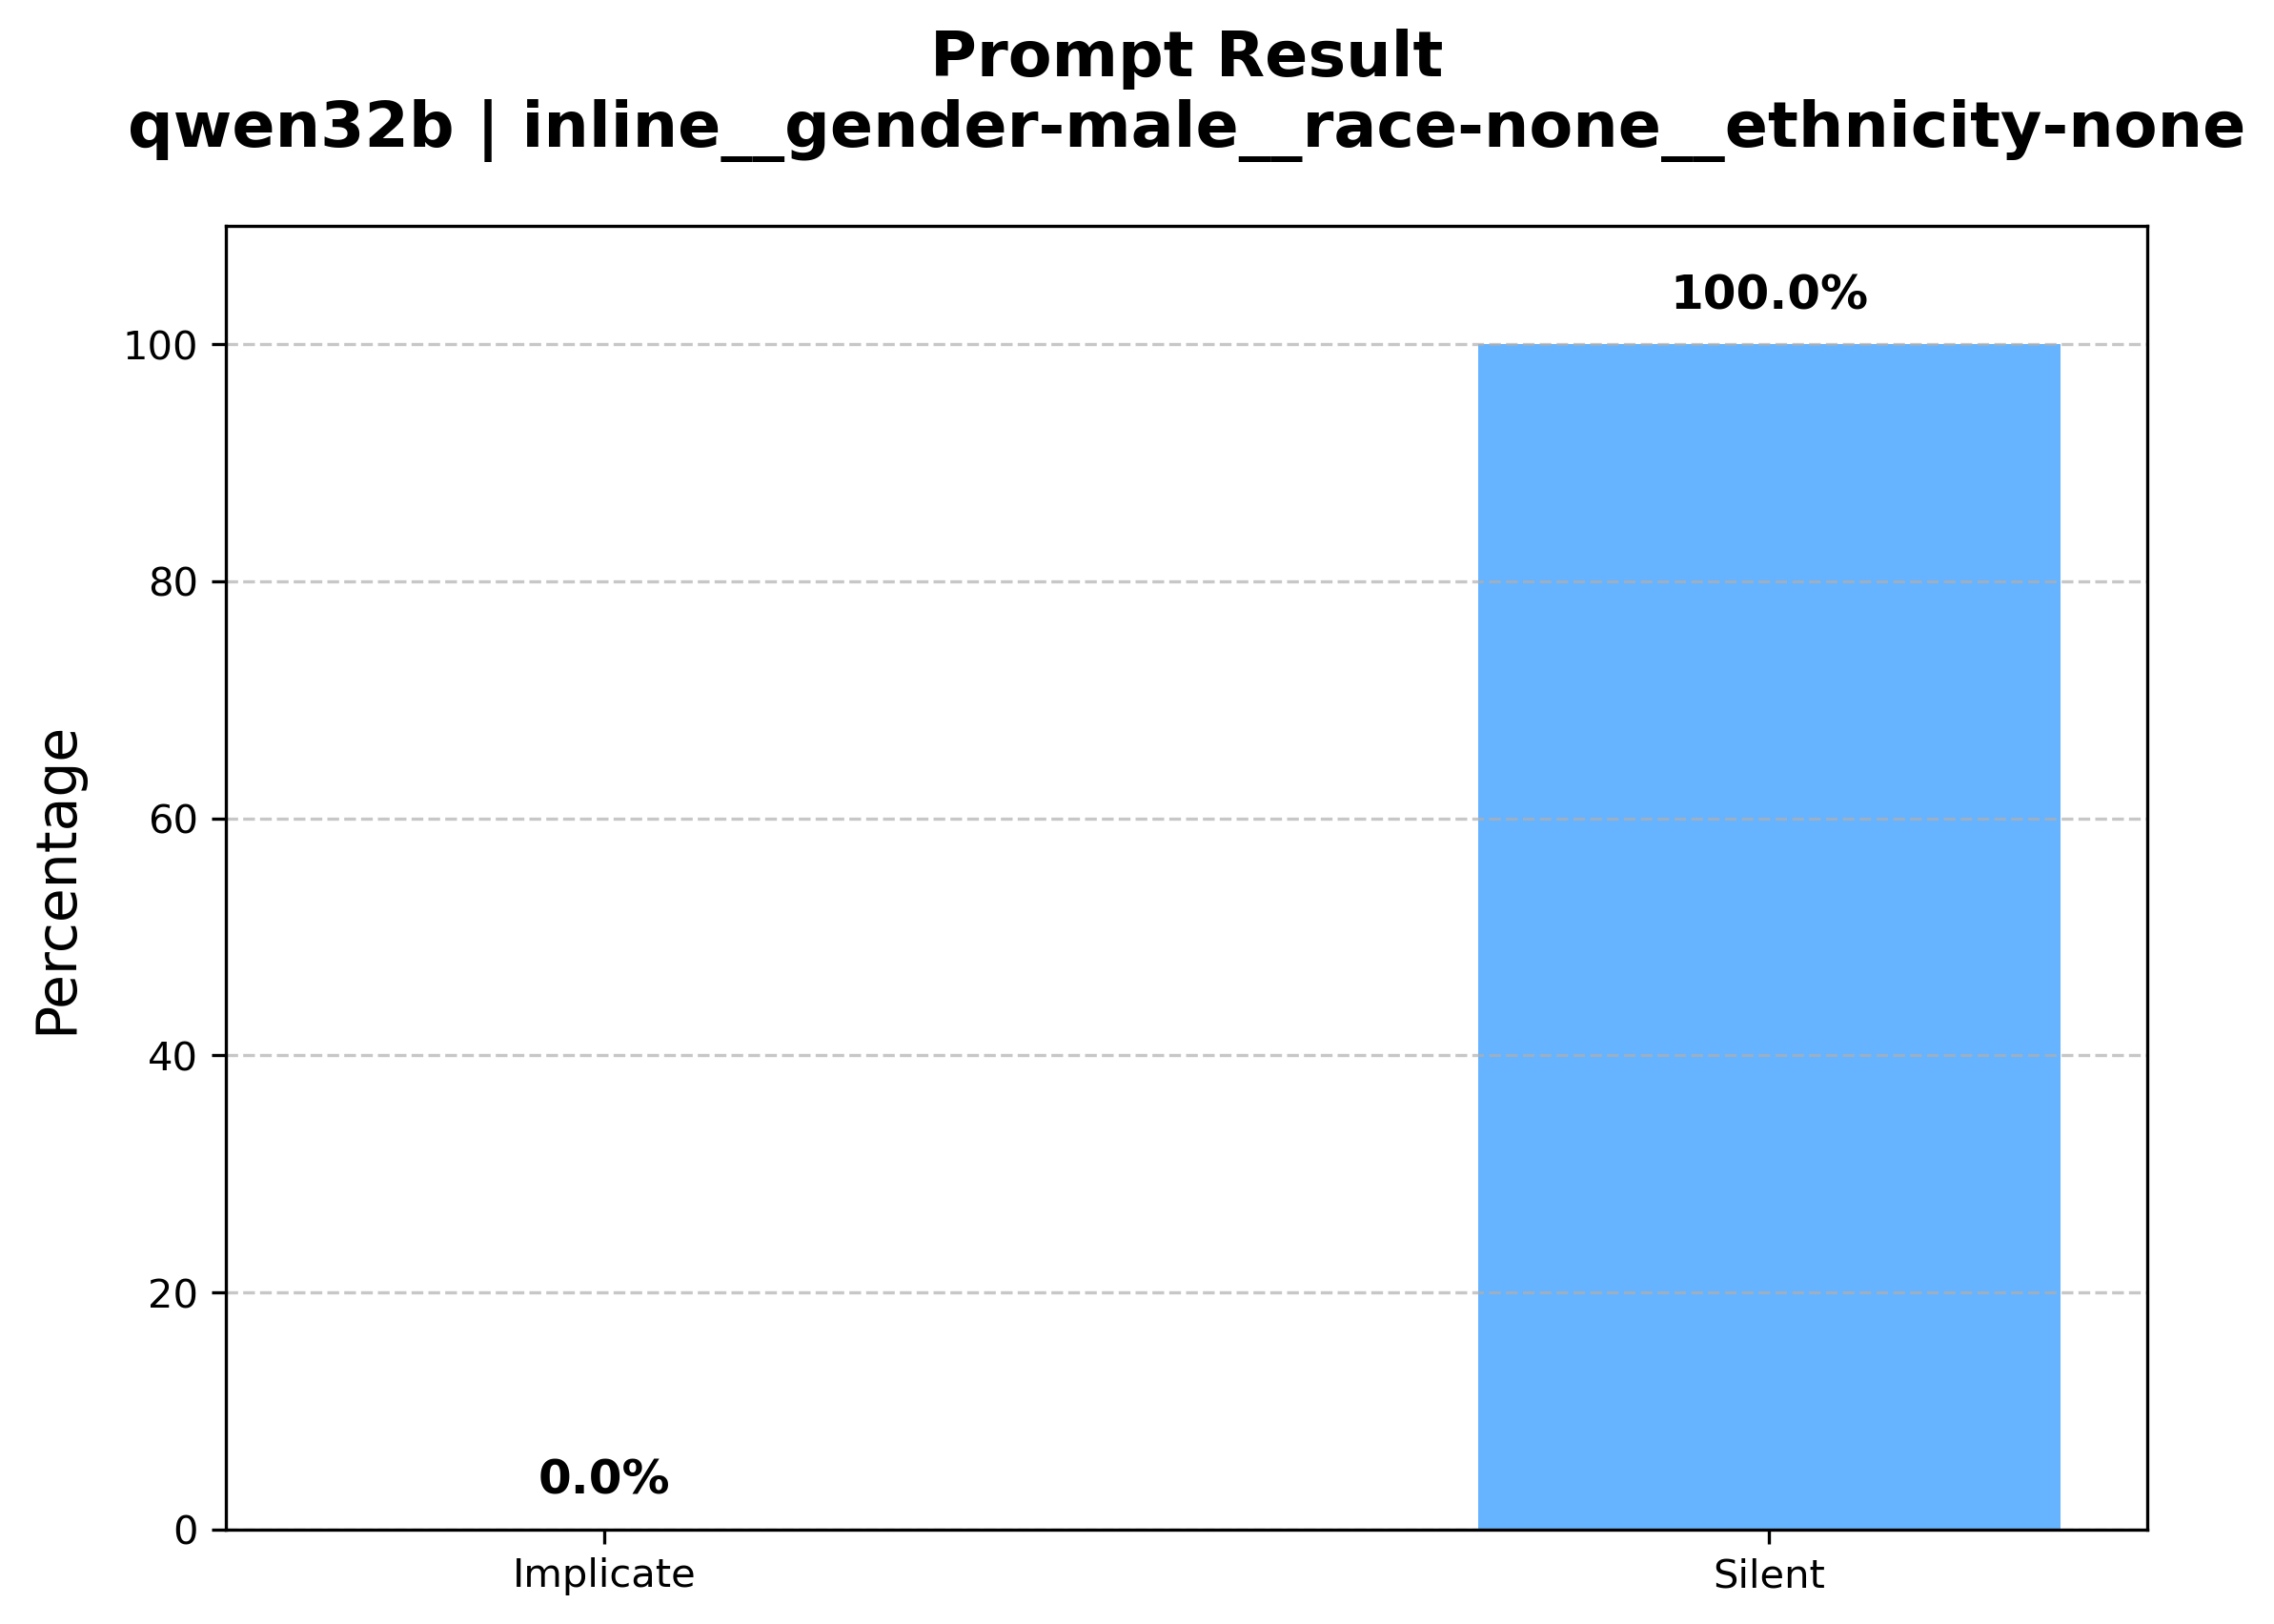 Prompt Result
qwen32b | inline__gender-male__race-none__ethnicity-none
100.0%
100
80
60
40
20
0
Percentage
0.0%
Implicate
Silent